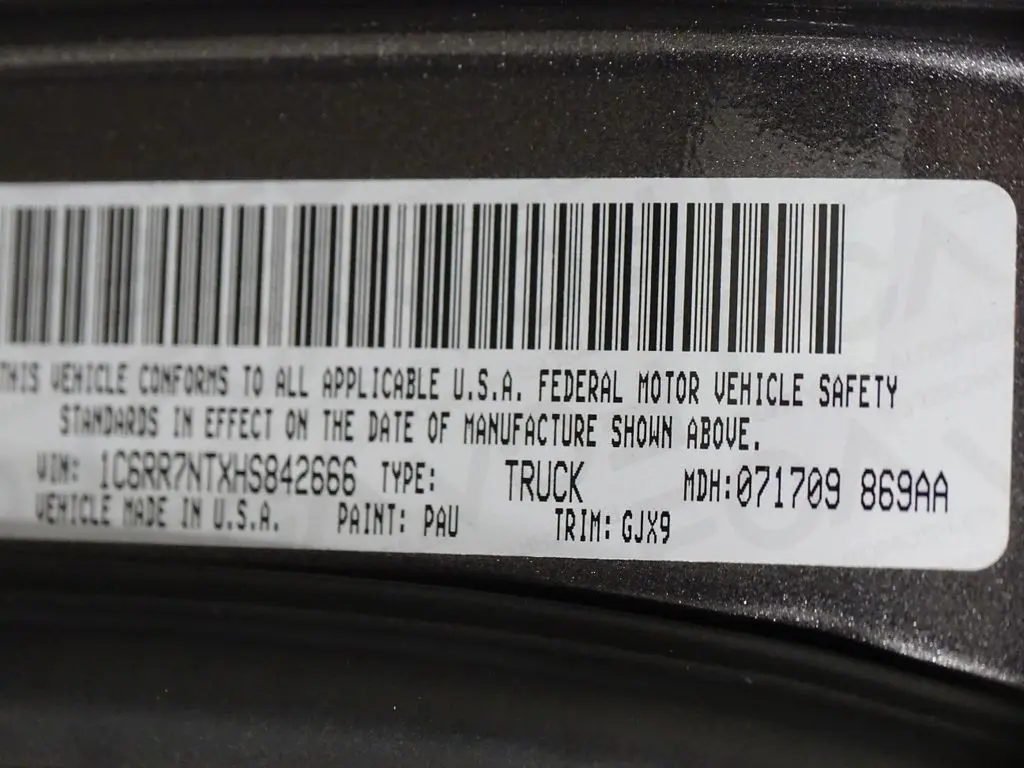 THIS VEHICLE CONFORMS TO ALL APPLICABLE U.S.A. FEDERAL MOTOR VEHICLE SAFETY
STANDARDS IN EFFECT ON THE DATE OF MANUFACTURE SHOWN ABOVE.
VIN: 1C6RR7NTXHS842666 TYPE: TRUCK MDH:071709 869AA
VEHICLE MADE IN U.S.A. PAINT: PAU TRIM: GJX9